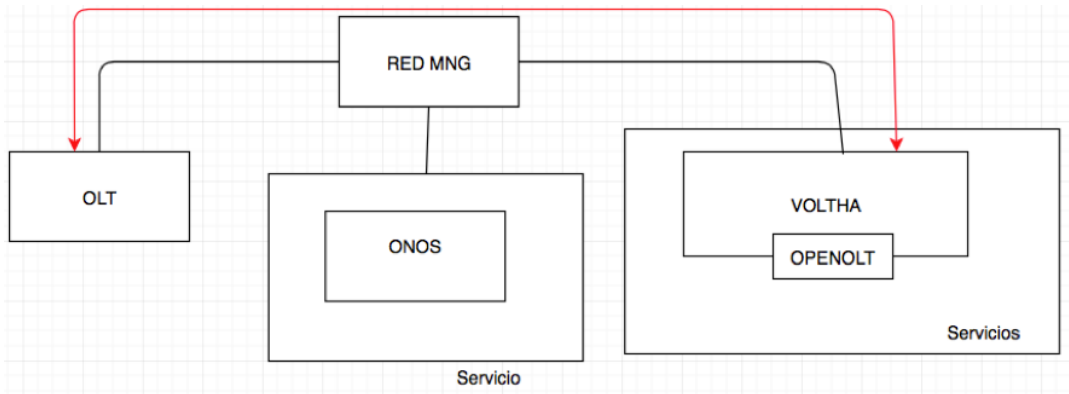 RED MNG
OLT
ONOS
VOLTHA
OPENOLT
Servicios
Servicio